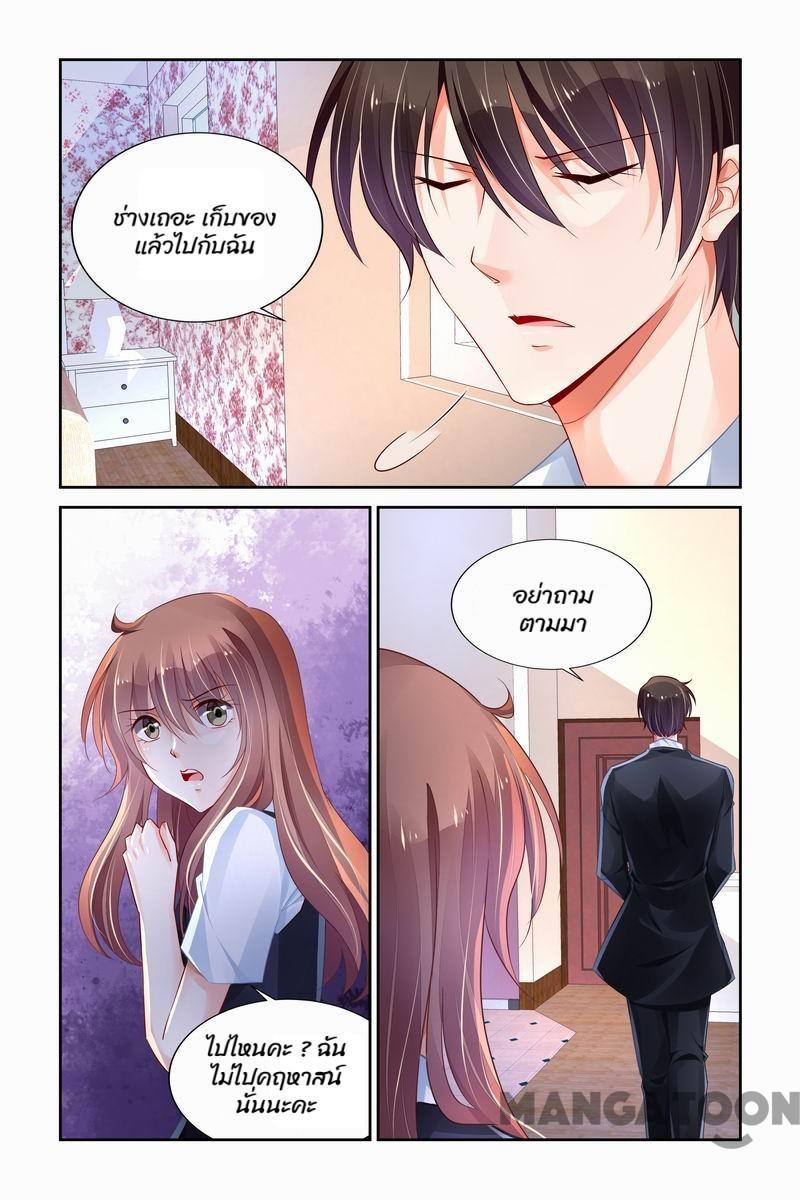 ช่างเถอะ เก็บของ
แล้วไปกับฉัน
ไปไหนคะ ? ฉัน
ไม่ไปคฤหาสน์
นั่นนะคะ
อย่าถาม
ตามมา
MANGATOON